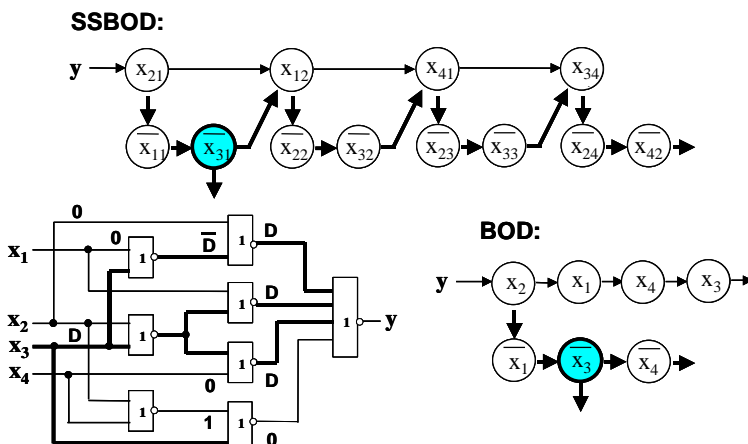 SSBOD:
y x₂₁ x₁₂ x₄₁ x₃₄
x̅₁₁ x̅₃₁ x̅₂₂ x̅₃₂ x̅₂₃ x̅₃₃ x̅₂₄ x̅₄₂
0
x₁ 0 1 D̅ 1 D
BOD:
y x₂ x₁ x₄ x₃
1 D
x₂ D 1 1 y
x₃
x̅₁ x̅₃ x̅₄
x₄ 0 1 D
1 1 1 0